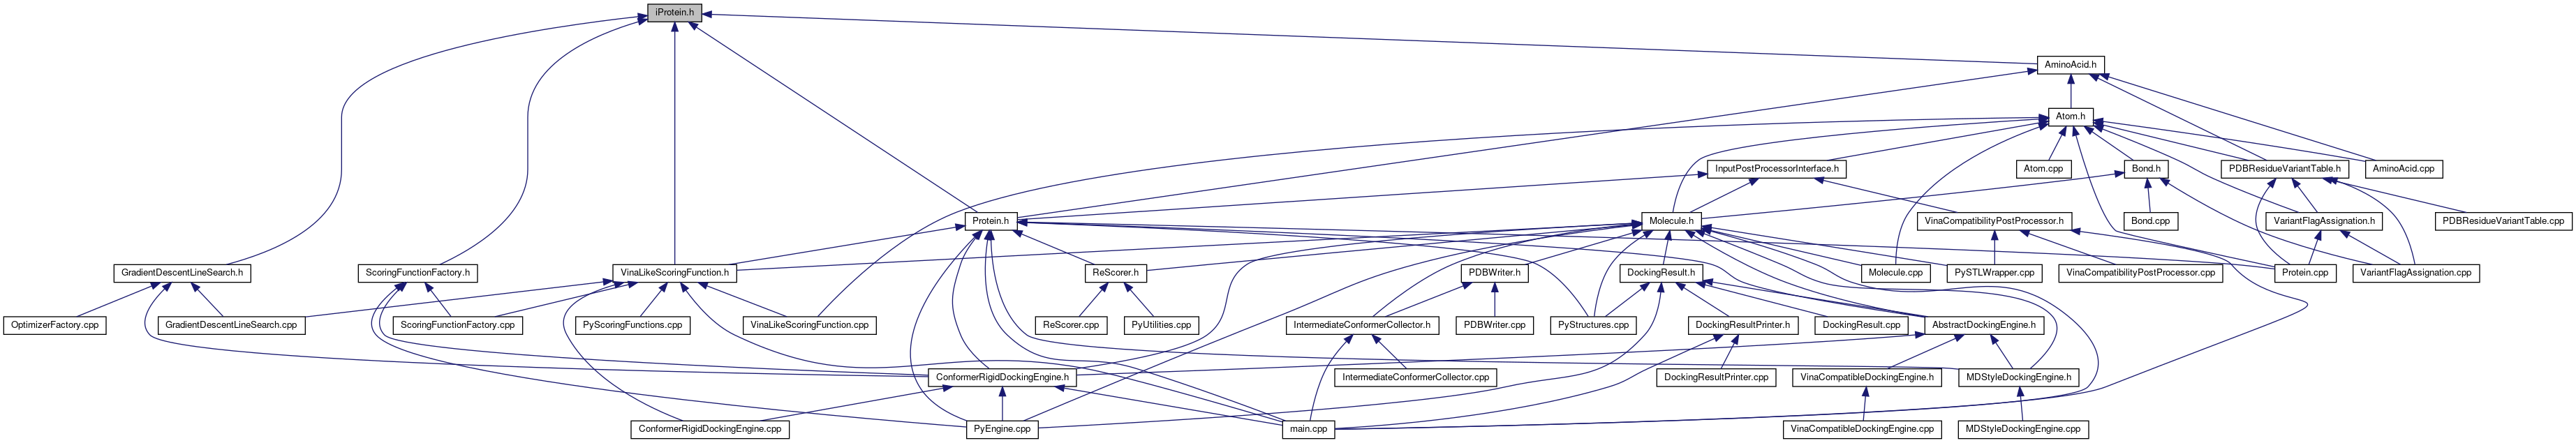 iProtein.h
AminoAcid.h
Atom.h
InputPostProcessorInterface.h
Atom.cpp
Bond.h
PDBResidueVariantTable.h
AminoAcid.cpp
Protein.h
Molecule.h
VinaCompatibilityPostProcessor.h
Bond.cpp
VariantFlagAssignation.h
PDBResidueVariantTable.cpp
GradientDescentLineSearch.h
ScoringFunctionFactory.h
VinaLikeScoringFunction.h
ReScorer.h
PDBWriter.h
DockingResult.h
Molecule.cpp
PySTLWrapper.cpp
VinaCompatibilityPostProcessor.cpp
Protein.cpp
VariantFlagAssignation.cpp
OptimizerFactory.cpp
GradientDescentLineSearch.cpp
ScoringFunctionFactory.cpp
PyScoringFunctions.cpp
VinaLikeScoringFunction.cpp
ReScorer.cpp
PyUtilities.cpp
IntermediateConformerCollector.h
PDBWriter.cpp
PyStructures.cpp
DockingResultPrinter.h
DockingResult.cpp
AbstractDockingEngine.h
ConformerRigidDockingEngine.h
IntermediateConformerCollector.cpp
DockingResultPrinter.cpp
VinaCompatibleDockingEngine.h
MDStyleDockingEngine.h
ConformerRigidDockingEngine.cpp
PyEngine.cpp
main.cpp
VinaCompatibleDockingEngine.cpp
MDStyleDockingEngine.cpp